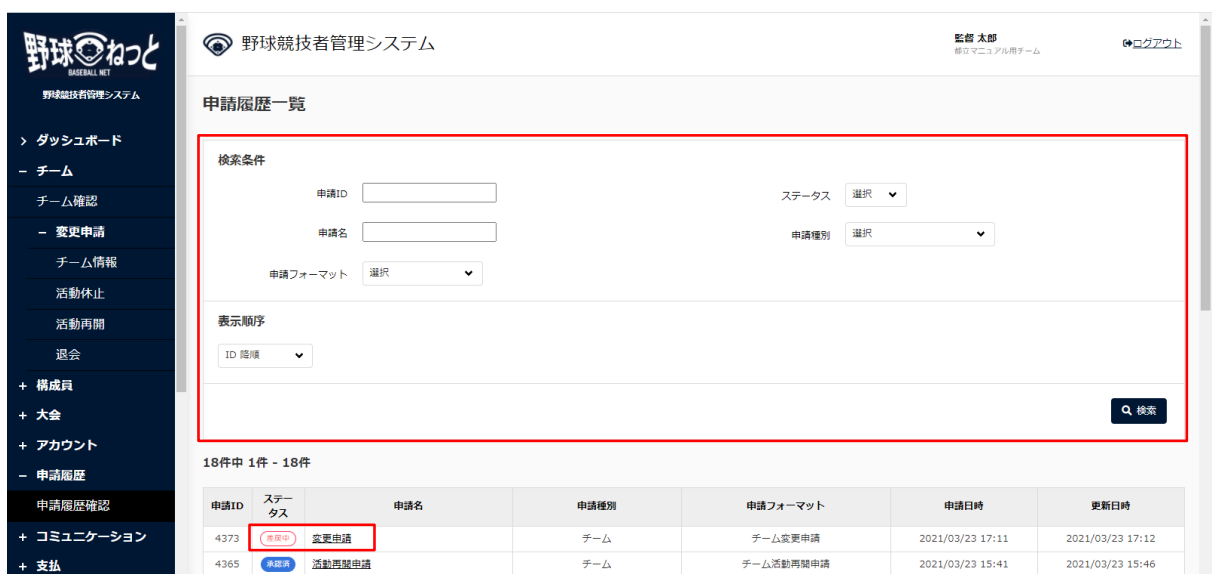 野球ねっと
BASEBALL NET
野球競技者管理システム
> ダッシュボード
− チーム
チーム確認
− 変更申請
チーム情報
活動休止
活動再開
退会
+ 構成員
+ 大会
+ アカウント
− 申請履歴
申請履歴確認
+ コミュニケーション
+ 支払
野球競技者管理システム
監督 太郎
都立マニュアル用チーム
ログアウト
申請履歴一覧
検索条件
申請ID
ステータス 選択
申請名
申請種別 選択
申請フォーマット 選択
表示順序
ID 降順
検索
18件中 1件 - 18件
申請ID ステータス 申請名 申請種別 申請フォーマット 申請日時 更新日時
4373 差戻中 変更申請 チーム チーム変更申請 2021/03/23 17:11 2021/03/23 17:12
4365 承認済 活動再開申請 チーム チーム活動再開申請 2021/03/23 15:41 2021/03/23 15:46